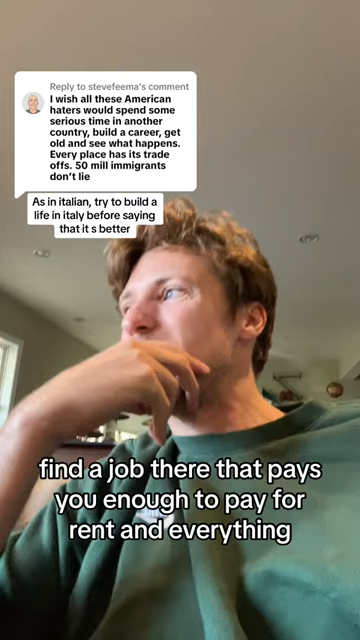 Reply to stevefeema's comment
I wish all these American
haters would spend some
serious time in another
country, build a career, get
old and see what happens.
Every place has its trade
offs. 50 mill immigrants
don't lie
As in italian, try to build a
life in italy before saying
that it s better
find a job there that pays
you enough to pay for
rent and everything